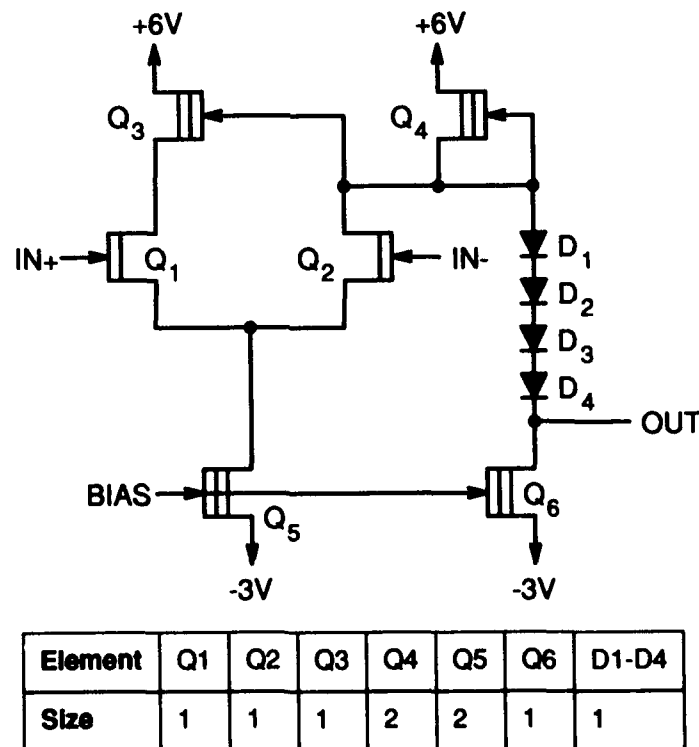 +6V +6V
Q3 Q4
IN+ Q1 Q2 IN-
D1
D2
D3
D4
OUT
BIAS Q5 Q6
-3V -3V
Element Q1 Q2 Q3 Q4 Q5 Q6 D1-D4
Size 1 1 1 2 2 1 1